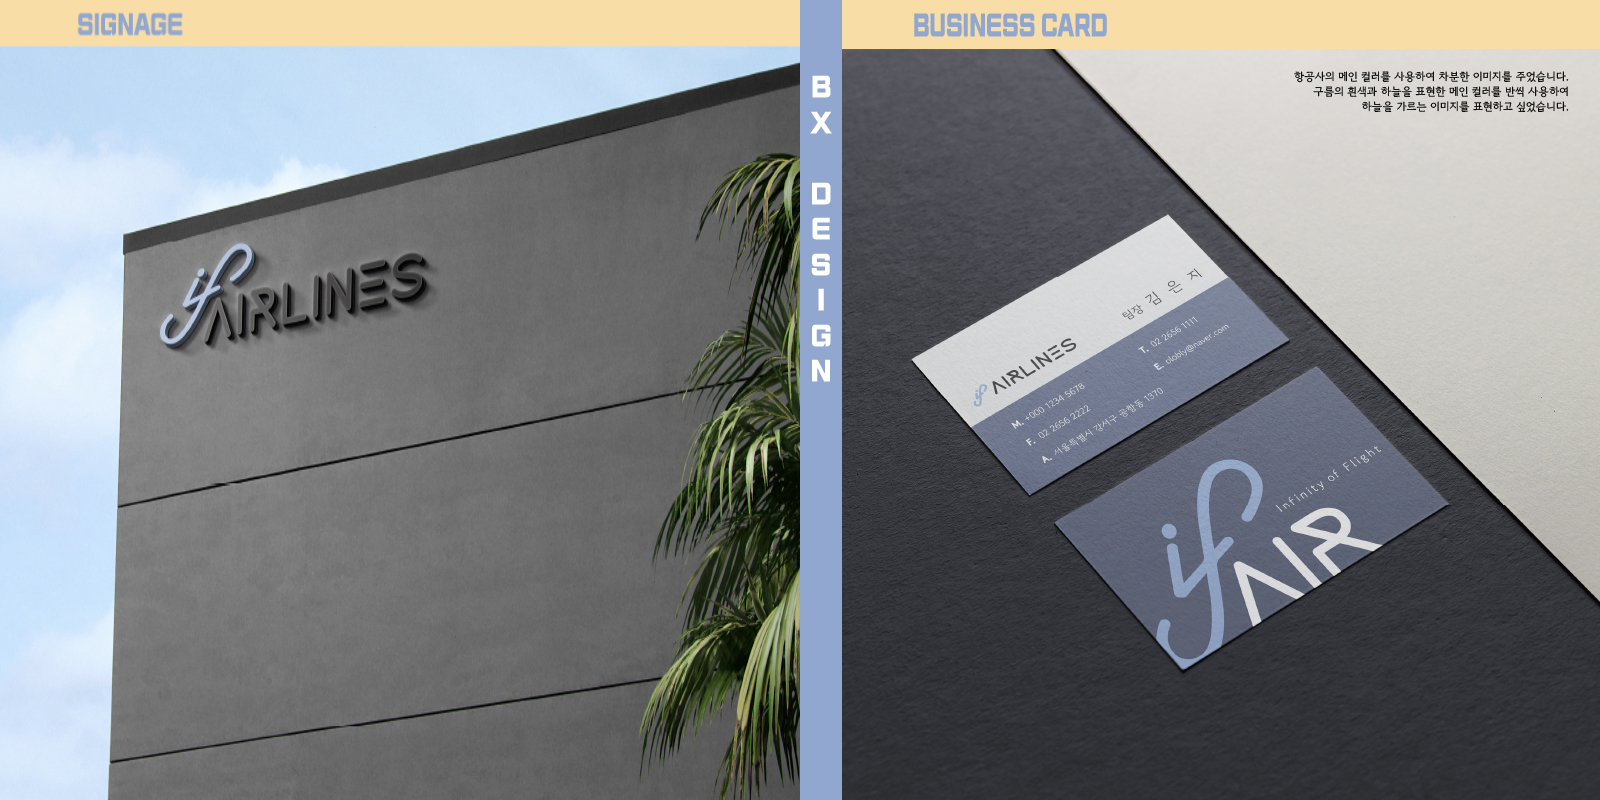 SIGNAGE
if AIRLINES
BX DESIGN
BUSINESS CARD
항공사의 메인 컬러를 사용하여 차분한 이미지를 주었습니다.
구름의 흰색과 하늘을 표현한 메인 컬러를 반씩 사용하여
하늘을 가르는 이미지를 표현하고 싶었습니다.
팀장 김은지
if AIRLINES
T. 02 2656 1111
M. +000 1234 5678
F. 02 2656 2222
A. 서울특별시 강서구 공항동 1370
Infinity of Flight
if AIR